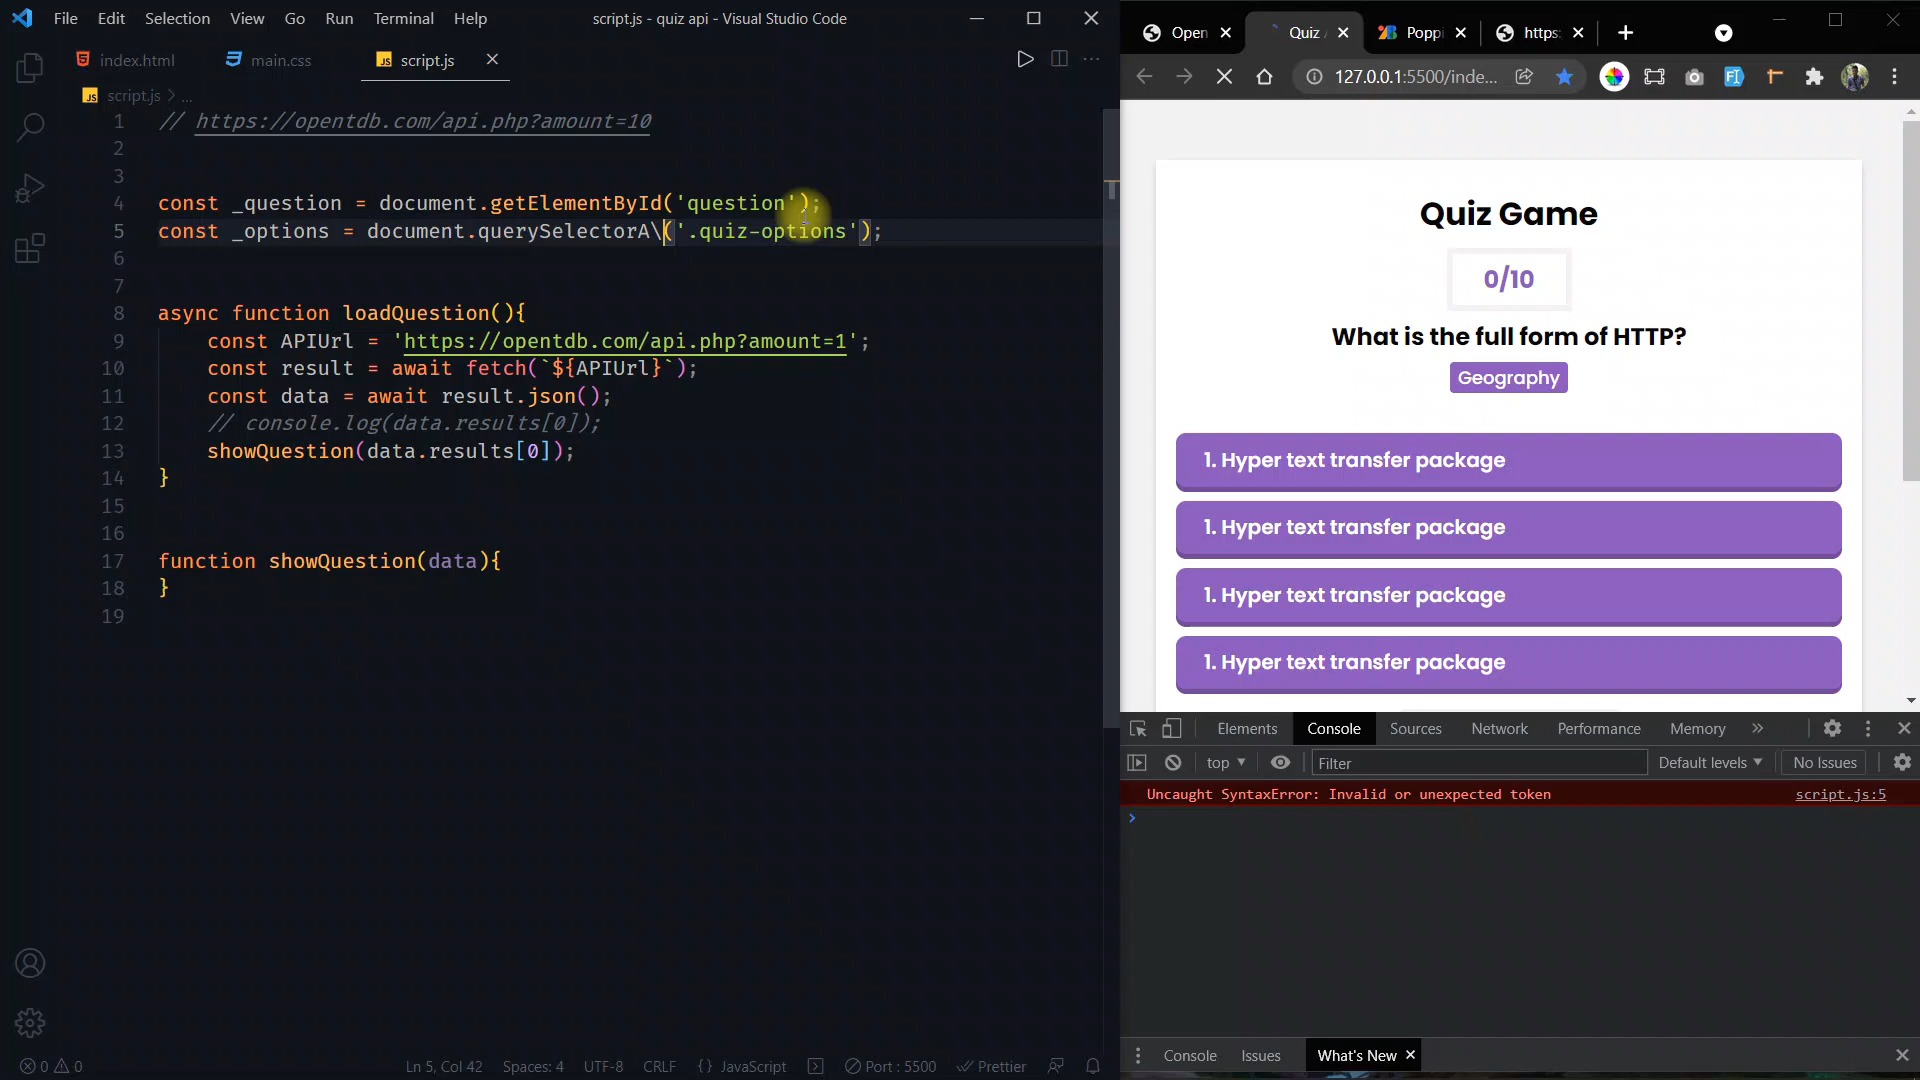 File Edit Selection View Go Run Terminal Help script.js - quiz api - Visual Studio Code
index.html main.css JS script.js
JS script.js > ...
1 // https://opentdb.com/api.php?amount=10
2
3
4 const _question = document.getElementById('question');
5 const _options = document.querySelectorA\('.quiz-options');
6
7
8 async function loadQuestion(){
9 const APIUrl = 'https://opentdb.com/api.php?amount=1';
10 const result = await fetch(`${APIUrl}`);
11 const data = await result.json();
12 // console.log(data.results[0]);
13 showQuestion(data.results[0]);
14 }
15
16
17 function showQuestion(data){
18 }
19
0 0 Ln 5, Col 42 Spaces: 4 UTF-8 CRLF {} JavaScript Port : 5500 Prettier
Open Quiz Poppi https:
127.0.0.1:5500/inde...
Quiz Game
0/10
What is the full form of HTTP?
Geography
1. Hyper text transfer package
1. Hyper text transfer package
1. Hyper text transfer package
1. Hyper text transfer package
Elements Console Sources Network Performance Memory »
top Filter Default levels No Issues
Uncaught SyntaxError: Invalid or unexpected token script.js:5
Console Issues What's New